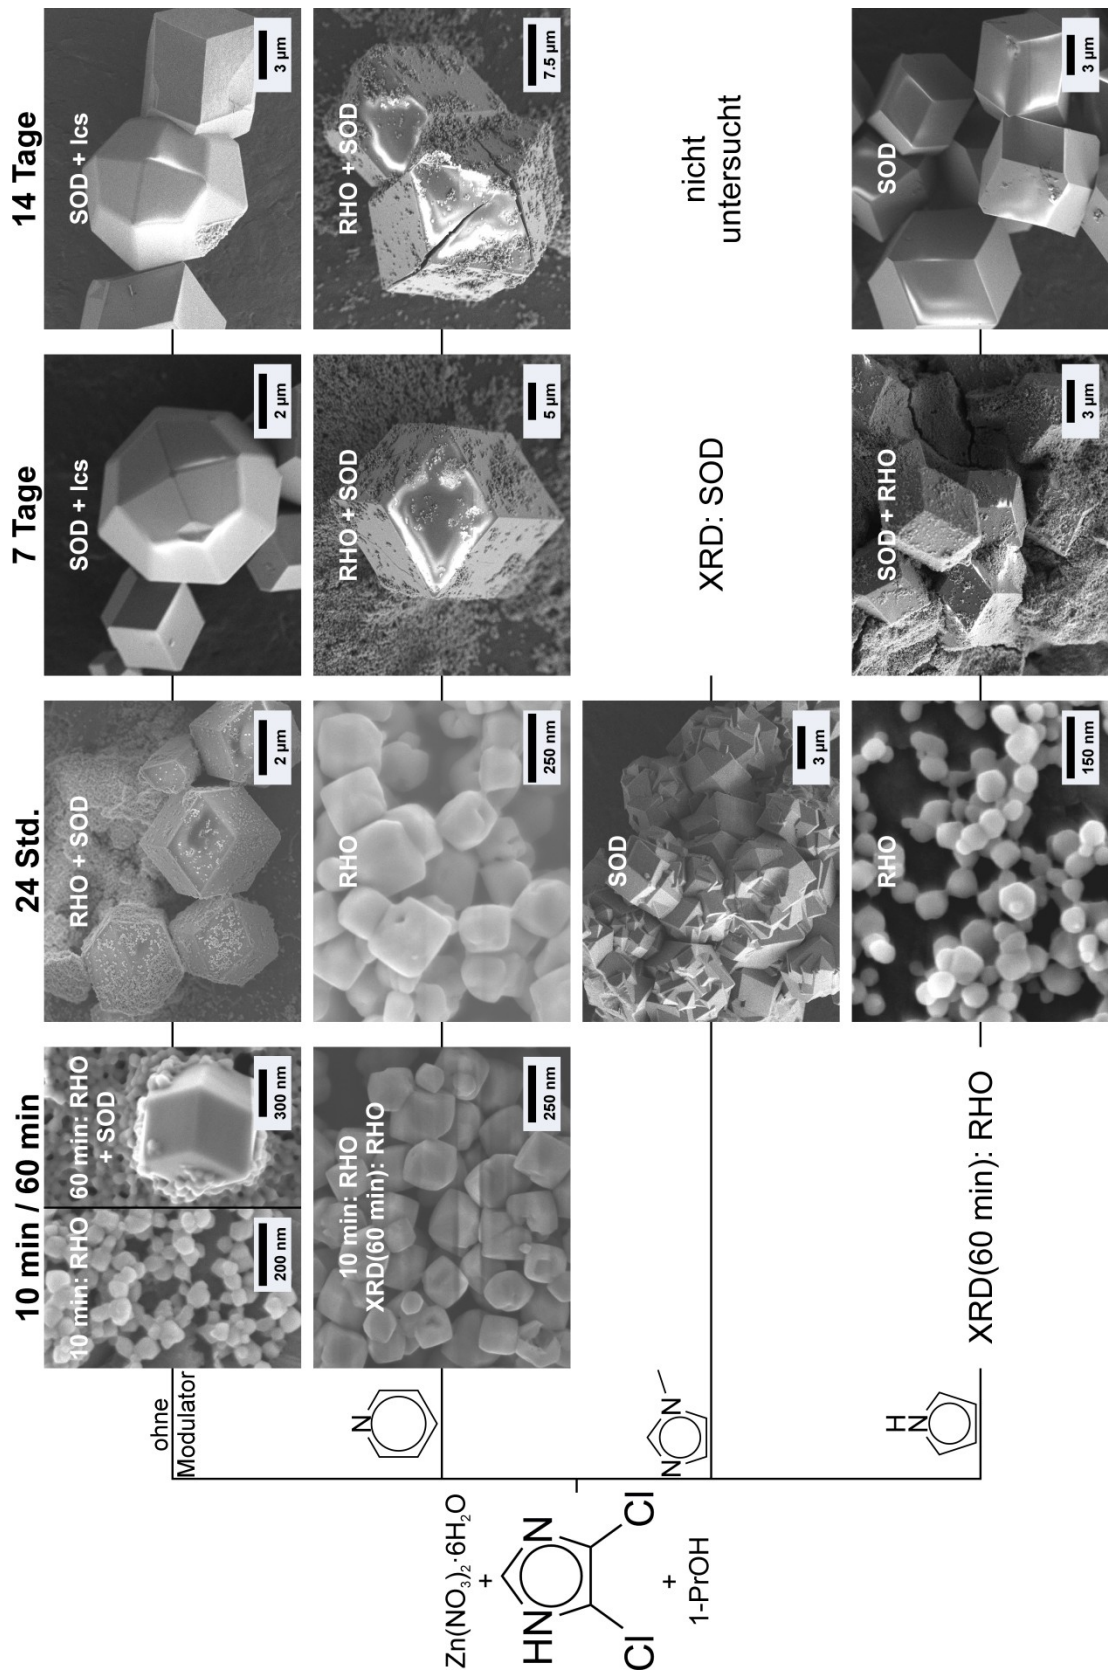 10 min / 60 min
24 Std.
7 Tage
14 Tage
Zn(NO₃)₂·6H₂O
+
HN
N
Cl
Cl
+
1-PrOH
ohne
Modulator
10 min: RHO
200 nm
60 min: RHO
+ SOD
300 nm
RHO + SOD
2 µm
SOD + Ics
2 µm
SOD + Ics
3 µm
N
10 min: RHO
XRD(60 min): RHO
250 nm
RHO
250 nm
RHO + SOD
5 µm
RHO + SOD
7.5 µm
N
N
SOD
3 µm
XRD: SOD
nicht
untersucht
H
N
XRD(60 min): RHO
RHO
150 nm
SOD + RHO
3 µm
SOD
3 µm